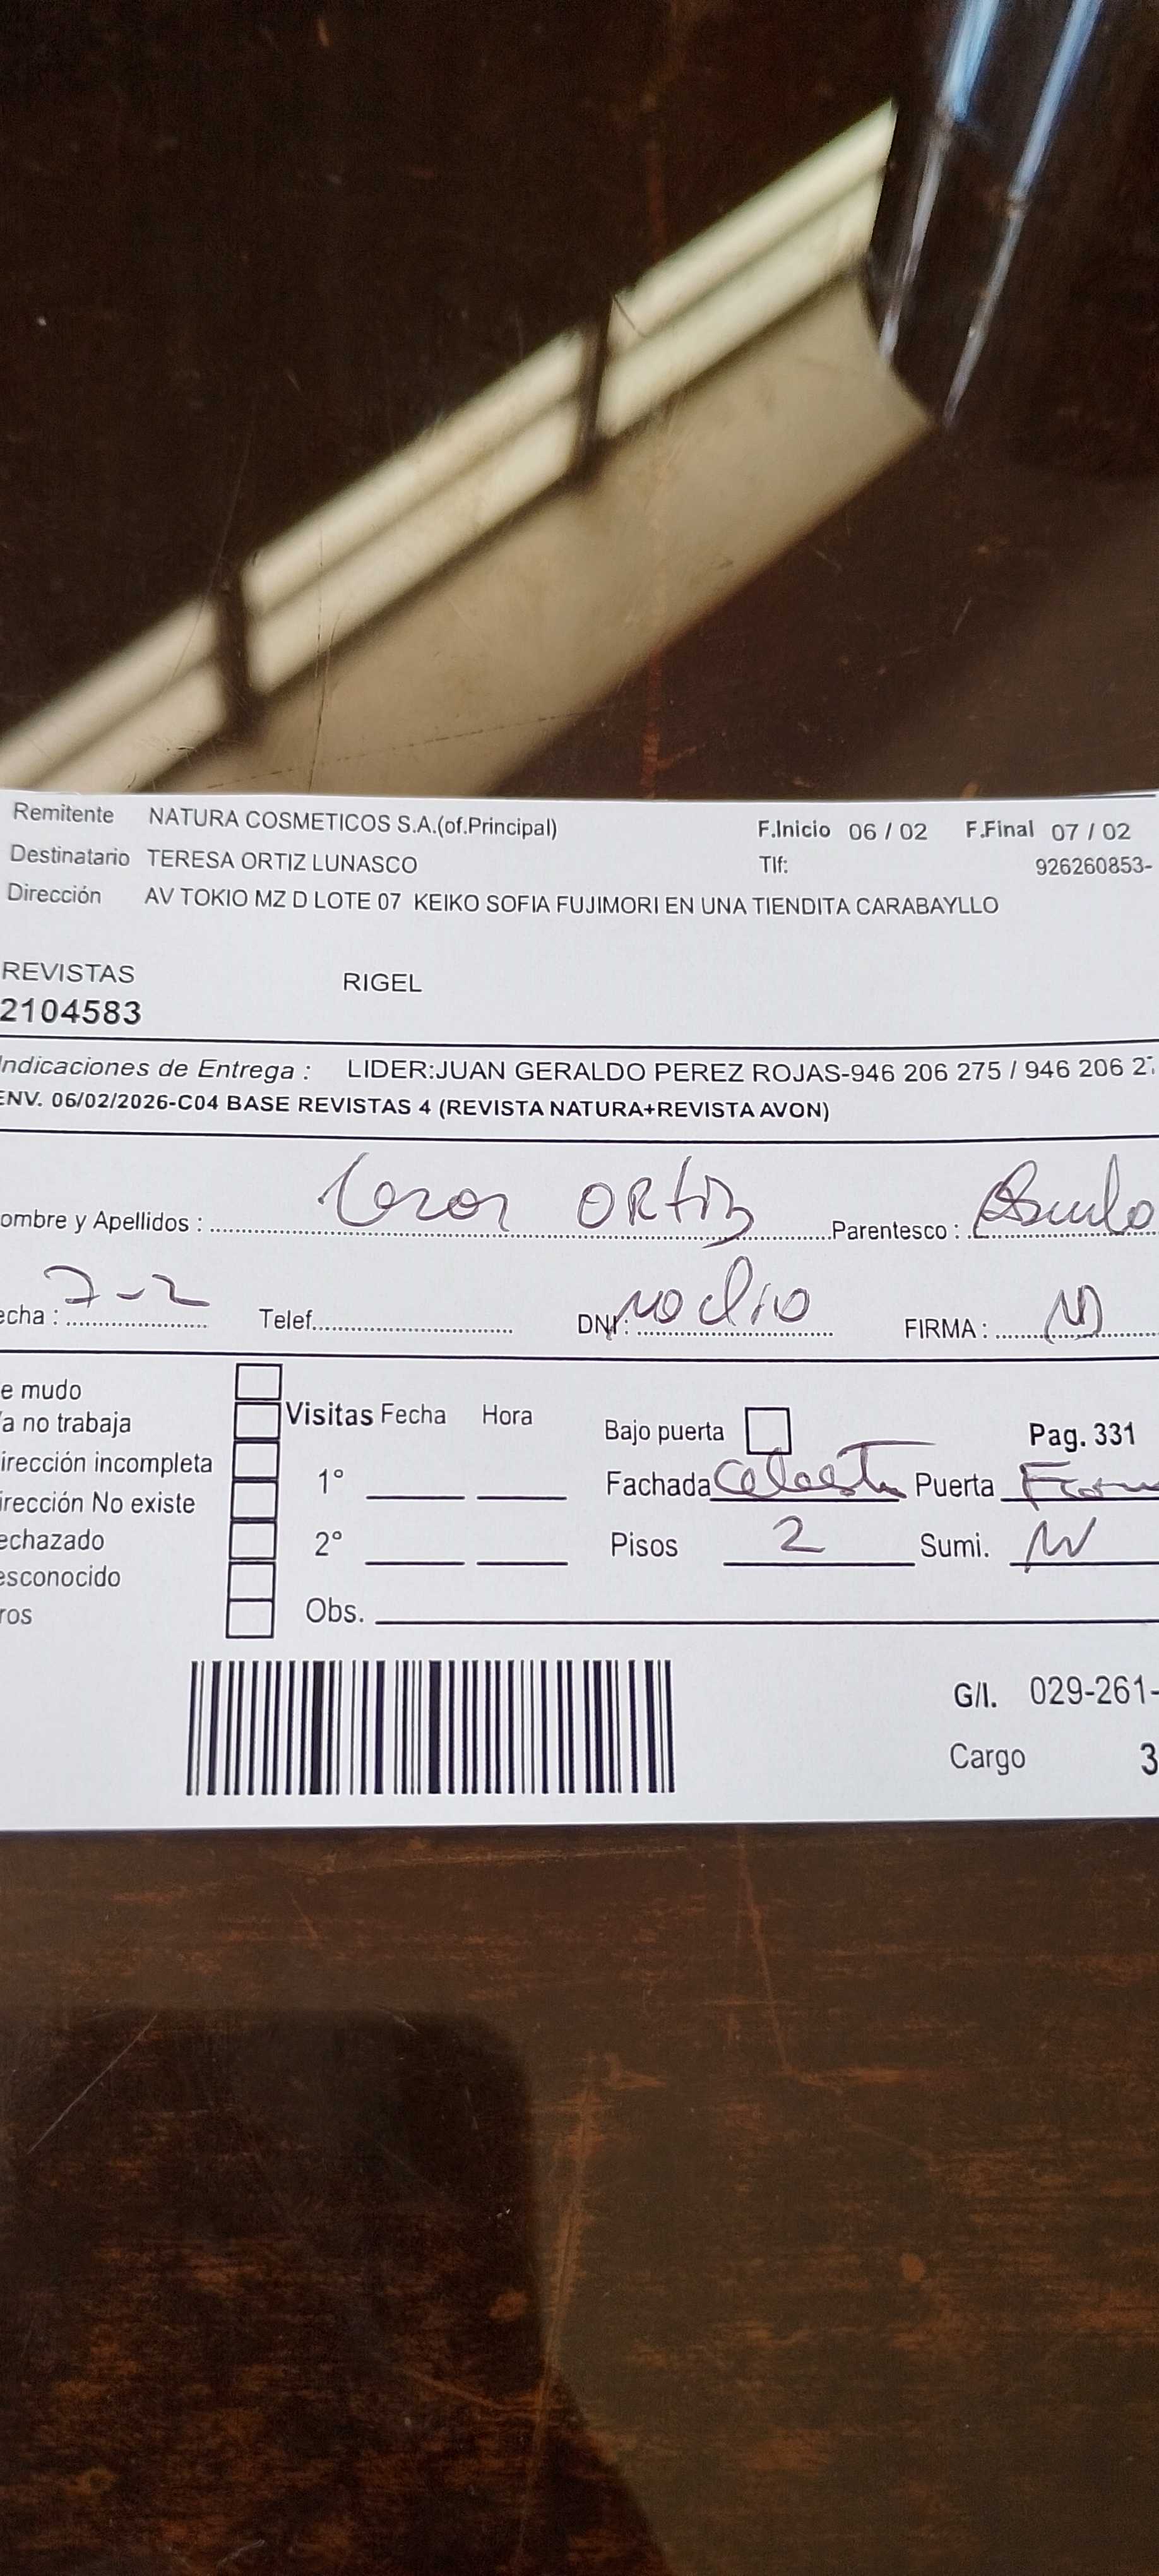 Remitente NATURA COSMETICOS S.A.(of.Principal) F.Inicio 06 / 02 F.Final 07 / 02
Destinatario TERESA ORTIZ LUNASCO Tlf: 926260853-
Dirección AV TOKIO MZ D LOTE 07 KEIKO SOFIA FUJIMORI EN UNA TIENDITA CARABAYLLO
REVISTAS RIGEL
2104583
Indicaciones de Entrega : LIDER:JUAN GERALDO PEREZ ROJAS-946 206 275 / 946 206 2
ENV. 06/02/2026-C04 BASE REVISTAS 4 (REVISTA NATURA+REVISTA AVON)
ombre y Apellidos : ORTIZ Parentesco :
echa : 7-2 Telef. DNI: no dio FIRMA :
e mudo
a no trabaja Visitas Fecha Hora Bajo puerta Pag. 331
irección incompleta 1° Fachada Celeste Puerta
irección No existe
echazado 2° Pisos 2 Sumi.
esconocido
ros Obs.
G/I. 029-261-
Cargo 3